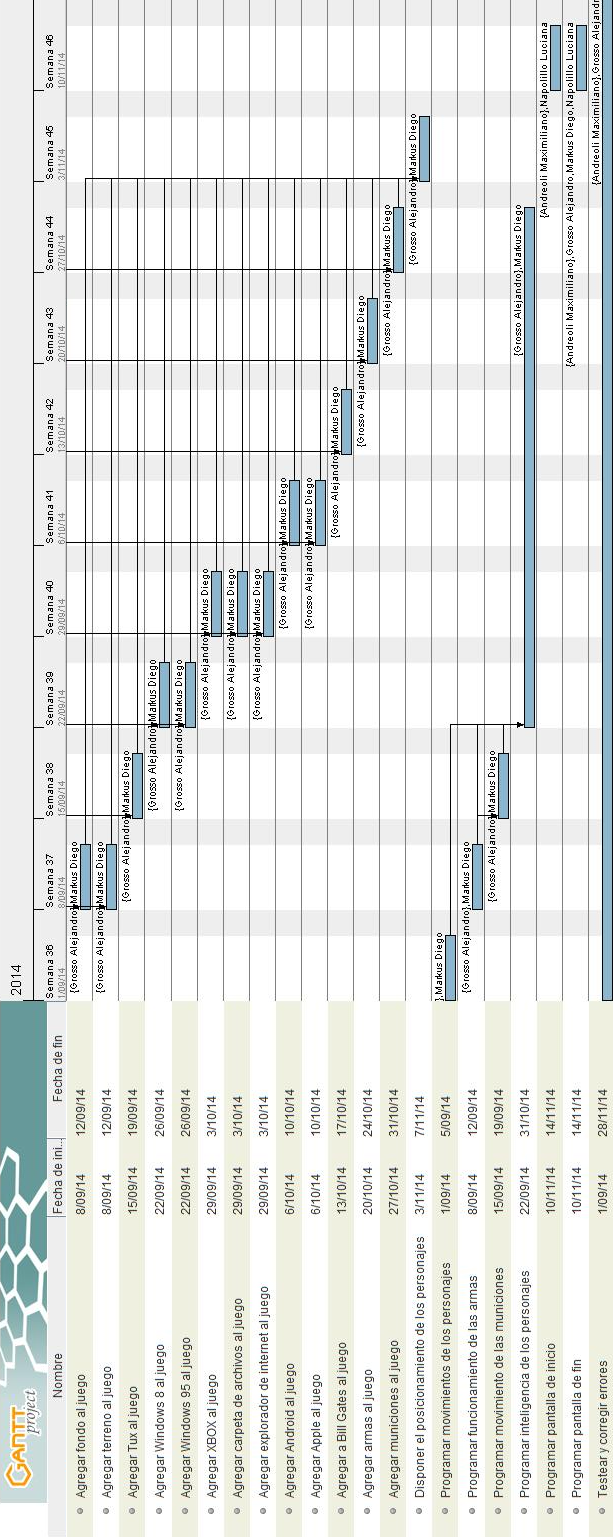 GANTT
project
2014
Nombre Fecha de ini... Fecha de fin
Semana 36 Semana 37 Semana 38 Semana 39 Semana 40 Semana 41 Semana 42 Semana 43 Semana 44 Semana 45 Semana 46
1/09/14 8/09/14 15/09/14 22/09/14 29/09/14 6/10/14 13/10/14 20/10/14 27/10/14 3/11/14 10/11/14
Agregar fondo al juego 8/09/14 12/09/14 {Grosso Alejandro},Markus Diego
Agregar terreno al juego 8/09/14 12/09/14 {Grosso Alejandro},Markus Diego
Agregar Tux al juego 15/09/14 19/09/14 {Grosso Alejandro},Markus Diego
Agregar Windows 8 al juego 22/09/14 26/09/14 {Grosso Alejandro},Markus Diego
Agregar Windows 95 al juego 22/09/14 26/09/14 {Grosso Alejandro},Markus Diego
Agregar XBOX al juego 29/09/14 3/10/14 {Grosso Alejandro},Markus Diego
Agregar carpeta de archivos al juego 29/09/14 3/10/14 {Grosso Alejandro},Markus Diego
Agregar explorador de internet al juego 29/09/14 3/10/14 {Grosso Alejandro},Markus Diego
Agregar Android al juego 6/10/14 10/10/14 {Grosso Alejandro},Markus Diego
Agregar Apple al juego 6/10/14 10/10/14 {Grosso Alejandro},Markus Diego
Agregar a Bill Gates al juego 13/10/14 17/10/14 {Grosso Alejandro},Markus Diego
Agregar armas al juego 20/10/14 24/10/14 {Grosso Alejandro},Markus Diego
Agregar municiones al juego 27/10/14 31/10/14 {Grosso Alejandro},Markus Diego
Disponer el posicionamiento de los personajes 3/11/14 7/11/14 {Grosso Alejandro},Markus Diego
Programar movimientos de los personajes 1/09/14 5/09/14 },Markus Diego
Programar funcionamiento de las armas 8/09/14 12/09/14 {Grosso Alejandro},Markus Diego
Programar movimiento de las municiones 15/09/14 19/09/14 {Grosso Alejandro},Markus Diego
Programar inteligencia de los personajes 22/09/14 31/10/14 {Grosso Alejandro},Markus Diego
Programar pantalla de inicio 10/11/14 14/11/14 {Andreoli Maximiliano},Napolillo Luciana
Programar pantalla de fin 10/11/14 14/11/14 {Andreoli Maximiliano},Grosso Alejandro,Markus Diego,Napolillo Luciana
Testear y corregir errores 1/09/14 28/11/14 {Andreoli Maximiliano},Grosso Alejandr